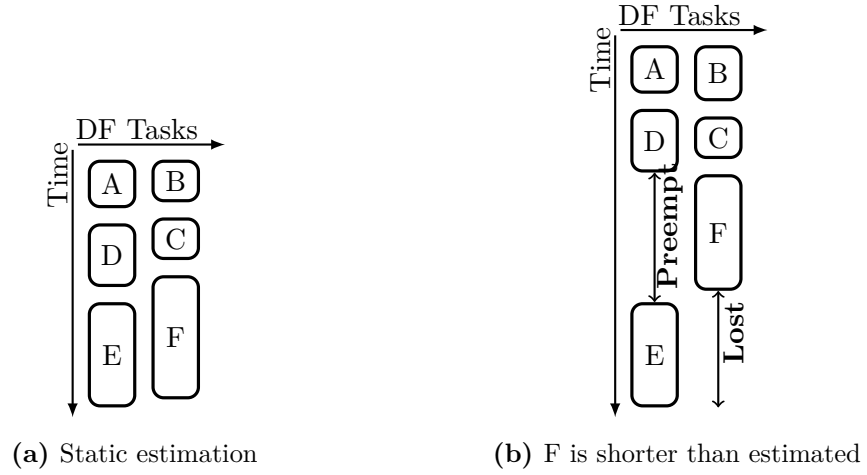 DF Tasks
Time
A
B
D
C
E
F
(a) Static estimation
DF Tasks
Time
A
B
D
C
Preempt
F
E
Lost
(b) F is shorter than estimated